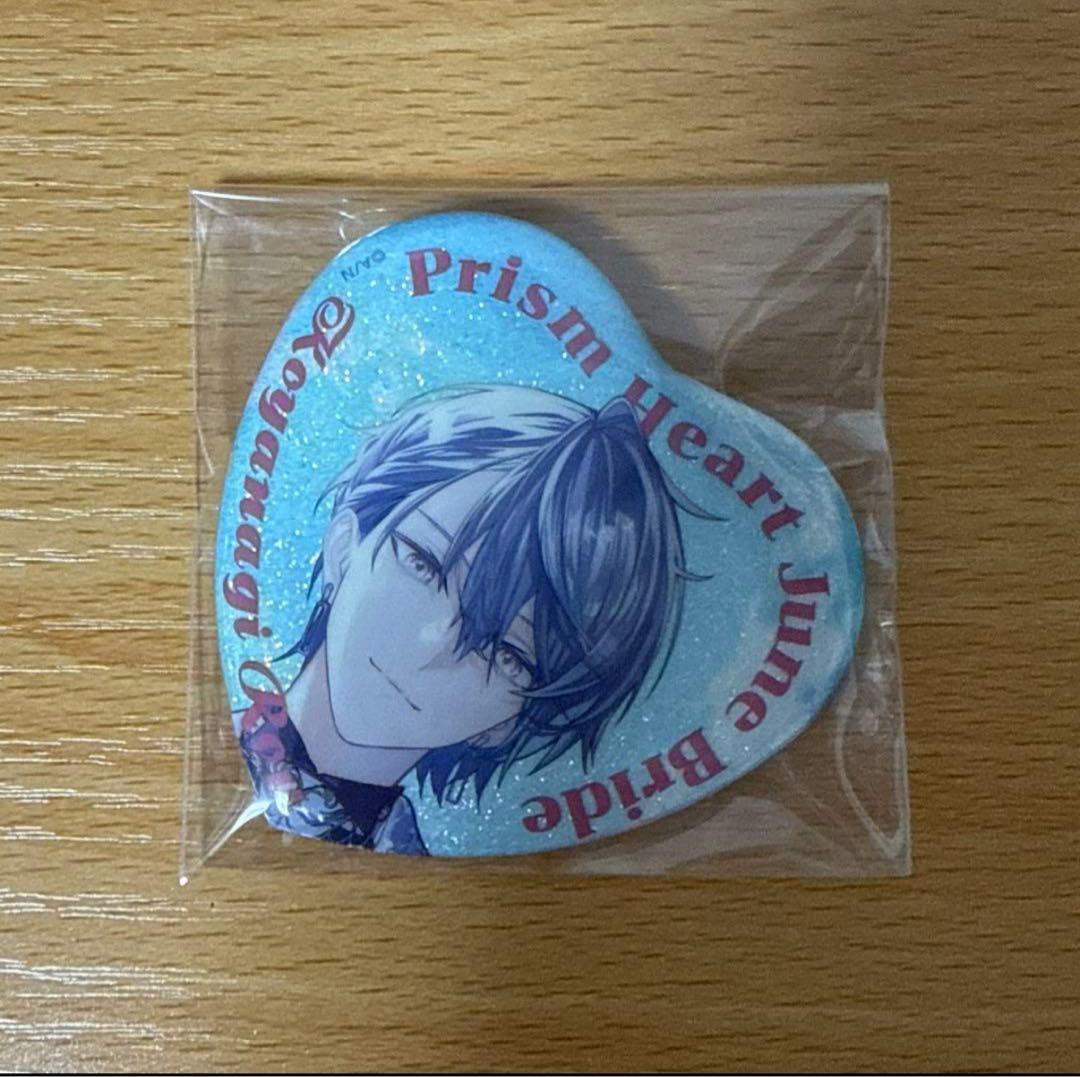 Prism Heart June Bride
Koyanagi Rou
©A/N